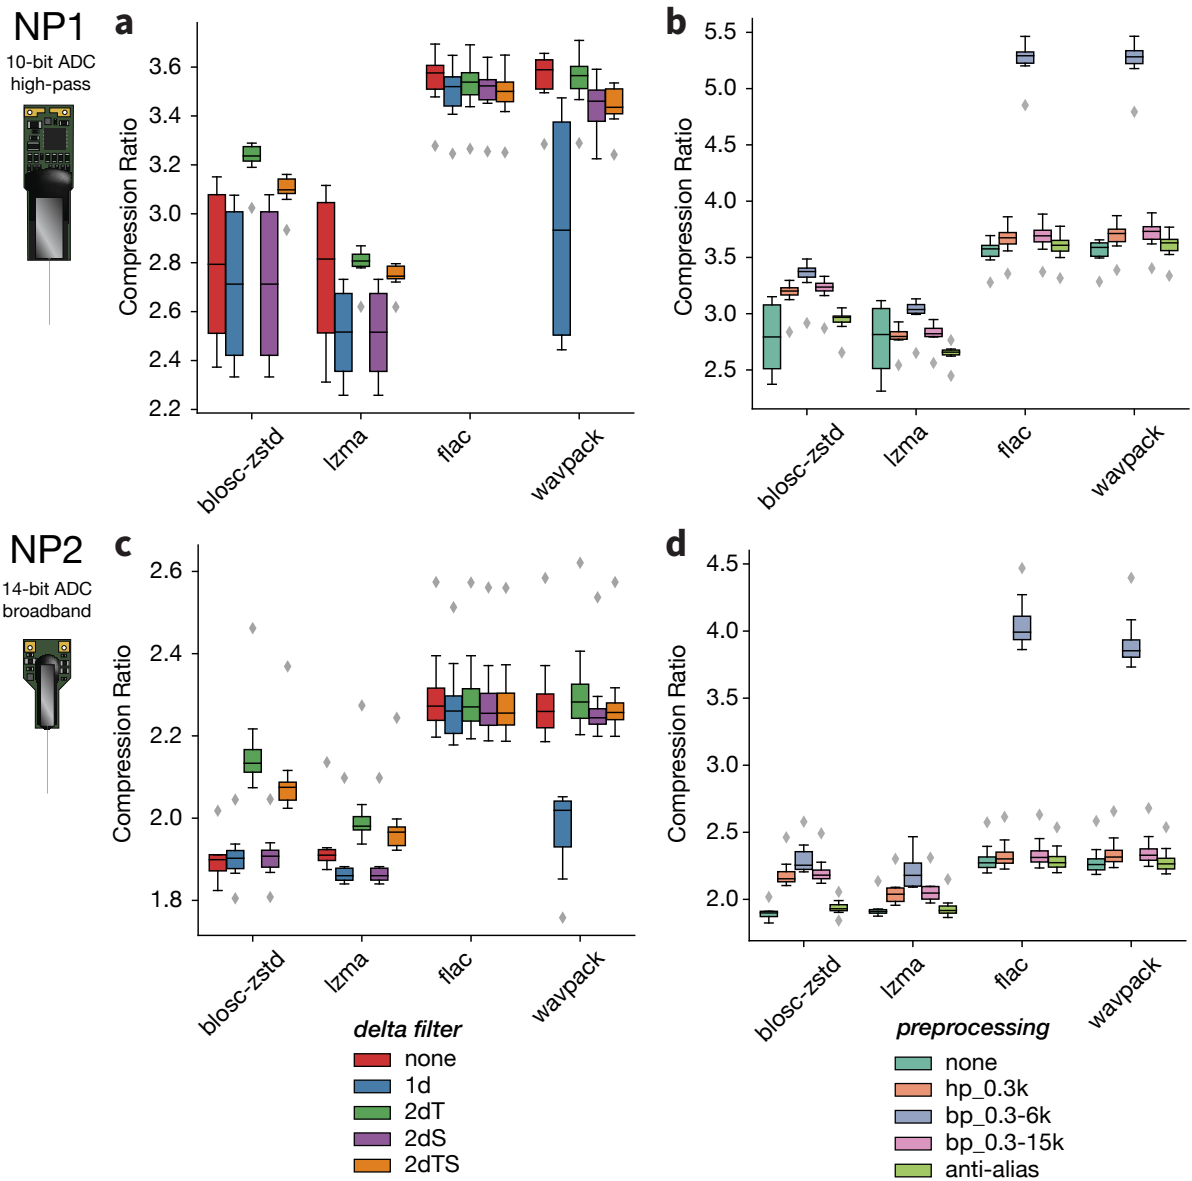 NP1
10-bit ADC
high-pass
a
Compression Ratio
3.6
3.4
3.2
3.0
2.8
2.6
2.4
2.2
blosc-zstd
lzma
flac
wavpack
b
Compression Ratio
5.5
5.0
4.5
4.0
3.5
3.0
2.5
blosc-zstd
lzma
flac
wavpack
NP2
14-bit ADC
broadband
c
Compression Ratio
2.6
2.4
2.2
2.0
1.8
blosc-zstd
lzma
flac
wavpack
d
Compression Ratio
4.5
4.0
3.5
3.0
2.5
2.0
blosc-zstd
lzma
flac
wavpack
delta filter
none
1d
2dT
2dS
2dTS
preprocessing
none
hp_0.3k
bp_0.3-6k
bp_0.3-15k
anti-alias